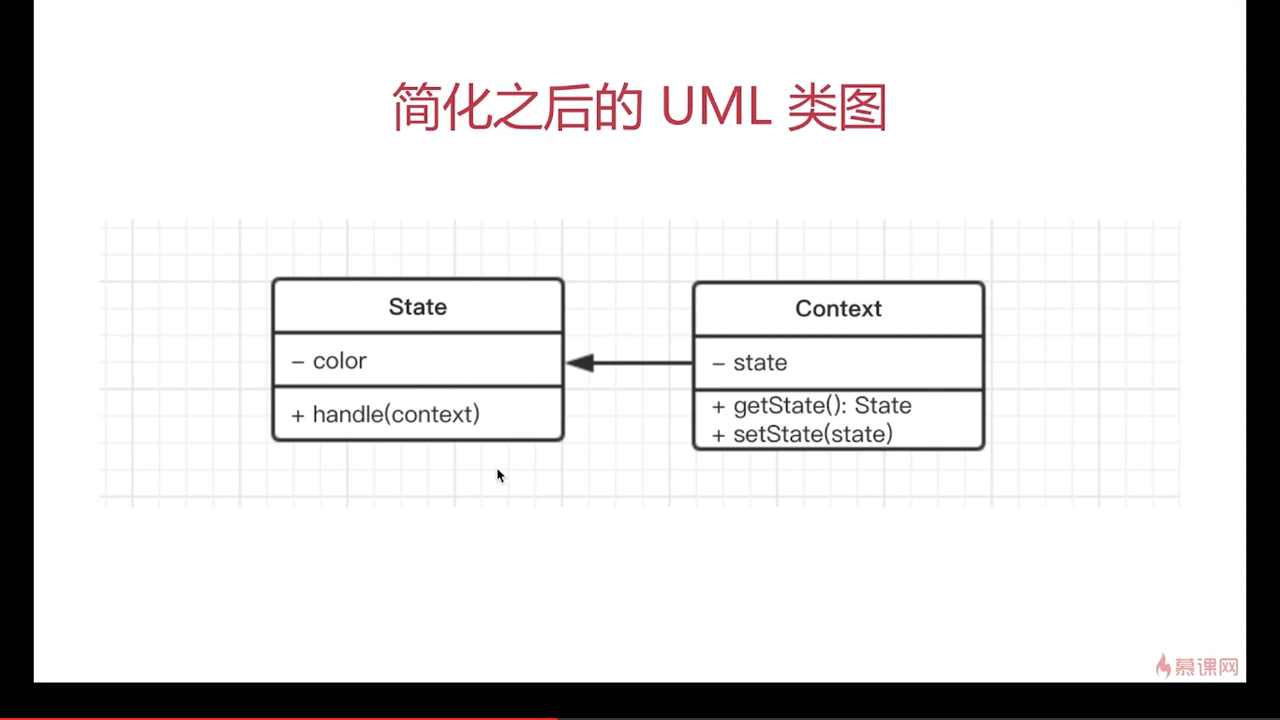 简化之后的 UML 类图
State
– color
+ handle(context)
Context
– state
+ getState(): State
+ setState(state)
慕课网